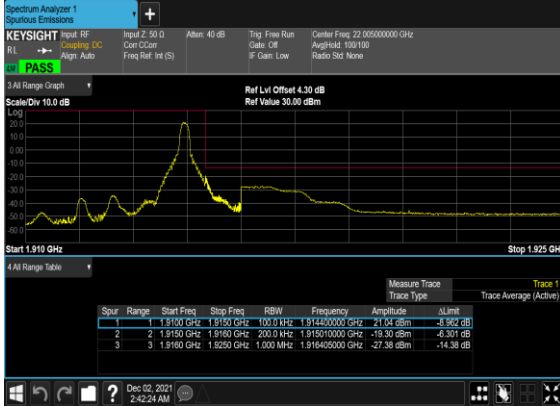 Spectrum Analyzer 1
Spurious Emissions
+
KEYSIGHT Input: RF Input Z: 50 Ω Atten: 40 dB Trig: Free Run Center Freq: 22.005000000 GHz
RL Coupling: DC Corr CCorr Gate: Off Avg|Hold: 100/100
Align: Auto Freq Ref: Int (S) IF Gain: Low Radio Std: None
PASS
3 All Range Graph
Ref Lvl Offset 4.30 dB
Scale/Div 10.0 dB Ref Value 30.00 dBm
Log
20.0
10.0
0.00
-10.0
-20.0
-30.0
-40.0
-50.0
-60.0
Start 1.910 GHz Stop 1.925 GH
4 All Range Table
Measure Trace Trace 1
Trace Type Trace Average (Active)
Spur Range Start Freq Stop Freq RBW Frequency Amplitude ΔLimit
1 1 1.9100 GHz 1.9150 GHz 100.0 kHz 1.914400000 GHz 21.04 dBm -8.962 dB
2 2 1.9150 GHz 1.9160 GHz 200.0 kHz 1.915010000 GHz -19.30 dBm -6.301 dB
3 3 1.9160 GHz 1.9250 GHz 1.000 MHz 1.916405000 GHz -27.38 dBm -14.38 dB
? Dec 02, 2021
2:42:24 AM